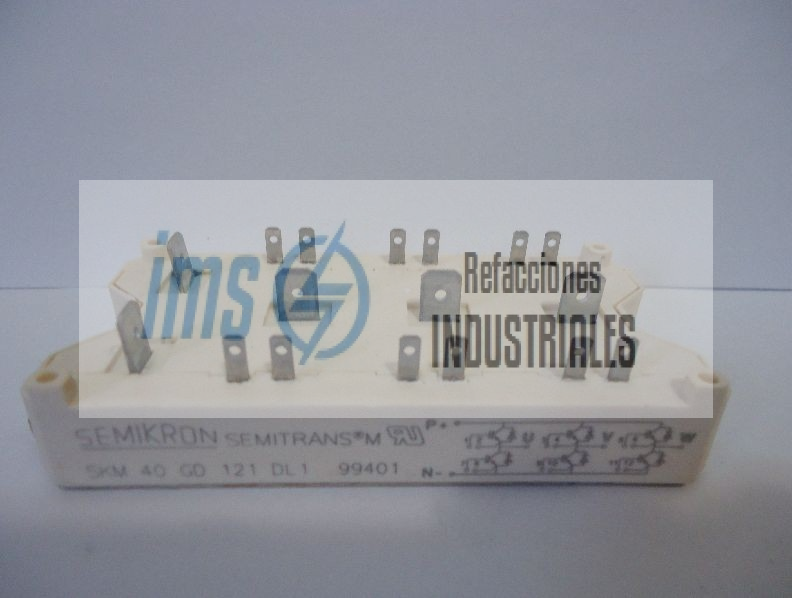 ims
Refacciones
INDUSTRIALES
SEMIKRON SEMITRANS®M
SKM 40 GD 121 DL1 99401
P+
U V W
N-